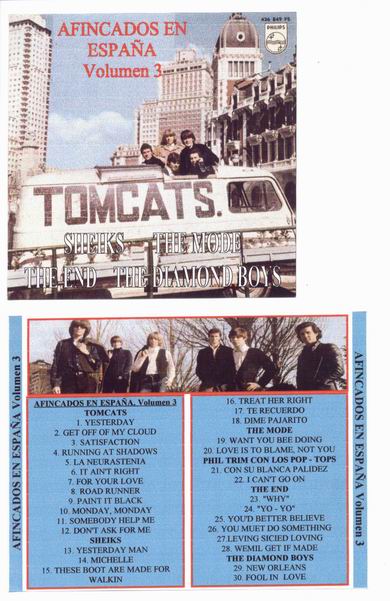 436 849 PE
PHILIPS
AFINCADOS EN
ESPAÑA
Volumen 3
TOMCATS.
SHEIKS THE MODE
THE END THE DIAMOND BOYS
AFINCADOS EN ESPAÑA Volumen 3
AFINCADOS EN ESPAÑA, Volumen 3
TOMCATS
1. YESTERDAY
2. GET OFF OF MY CLOUD
3. SATISFACTION
4. RUNNING AT SHADOWS
5. LA NEURASTENIA
6. IT AIN'T RIGHT
7. FOR YOUR LOVE
8. ROAD RUNNER
9. PAINT IT BLACK
10. MONDAY, MONDAY
11. SOMEBODY HELP ME
12. DON'T ASK FOR ME
SHEIKS
13. YESTERDAY MAN
14. MICHELLE
15. THESE BOOT ARE MADE FOR
WALKIN
16. TREAT HER RIGHT
17. TE RECUERDO
18. DIME PAJARITO
THE MODE
19. WANT YOU BEE DOING
20. LOVE IS TO BLAME, NOT YOU
PHIL TRIM CON LOS POP - TOPS
21. CON SU BLANCA PALIDEZ
22. I CAN'T GO ON
THE END
23. "WHY"
24. "YO - YO"
25. YOU'D BETTER BELIEVE
26. YOU MUET DO SOMETHING
27.LEVING SICIED LOVING
28. WEMIL GET IF MADE
THE DIAMOND BOYS
29. NEW ORLEANS
30. FOOL IN LOVE
AFINCADOS EN ESPAÑA Volumen 3